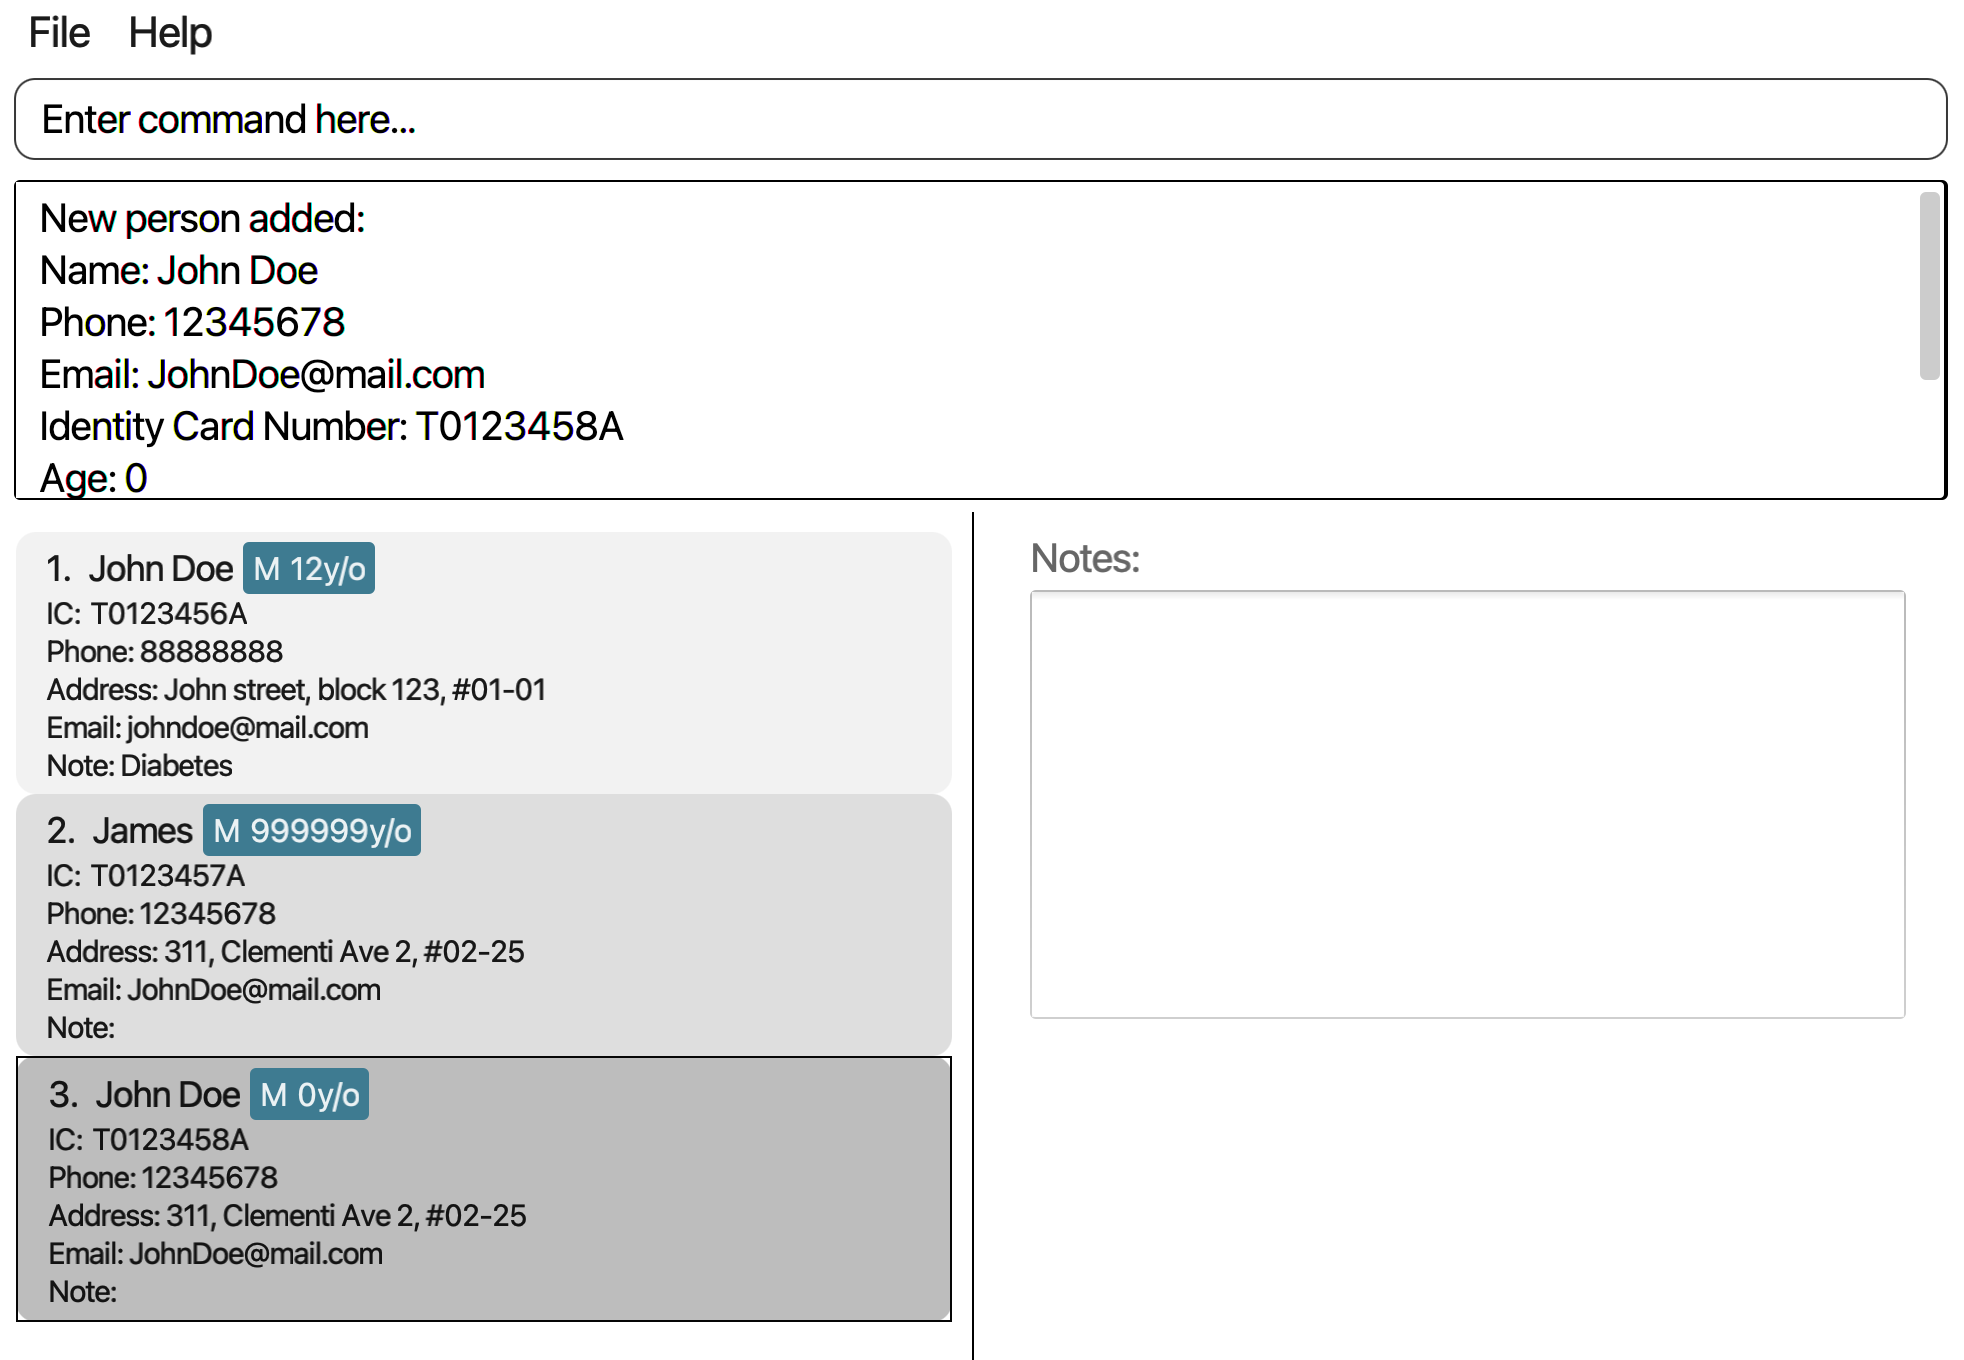 File Help
Enter command here...
New person added:
Name: John Doe
Phone: 12345678
Email: JohnDoe@mail.com
Identity Card Number: T0123458A
Age: 0
1. John Doe M 12y/o
IC: T0123456A
Phone: 88888888
Address: John street, block 123, #01-01
Email: johndoe@mail.com
Note: Diabetes
2. James M 999999y/o
IC: T0123457A
Phone: 12345678
Address: 311, Clementi Ave 2, #02-25
Email: JohnDoe@mail.com
Note:
3. John Doe M 0y/o
IC: T0123458A
Phone: 12345678
Address: 311, Clementi Ave 2, #02-25
Email: JohnDoe@mail.com
Note:
Notes: